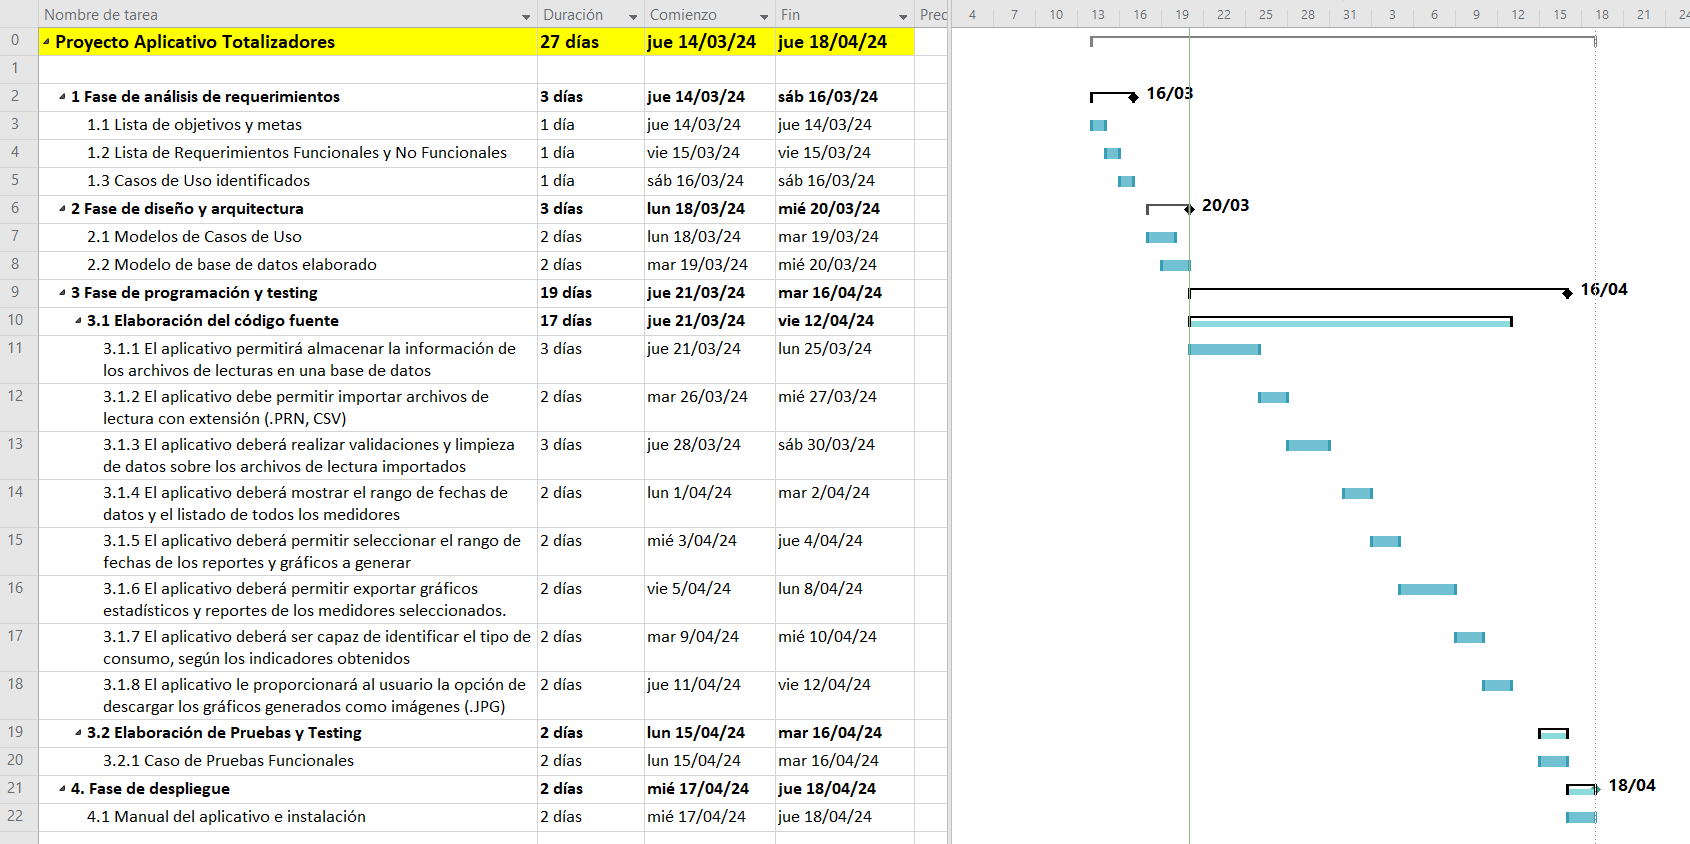 Nombre de tarea Duración Comienzo Fin Prec 4 7 10 13 16 19 22 25 28 31 3 6 9 12 15 18 21 24
0 Proyecto Aplicativo Totalizadores 27 días jue 14/03/24 jue 18/04/24
1
2 1 Fase de análisis de requerimientos 3 días jue 14/03/24 sáb 16/03/24 16/03
3 1.1 Lista de objetivos y metas 1 día jue 14/03/24 jue 14/03/24
4 1.2 Lista de Requerimientos Funcionales y No Funcionales 1 día vie 15/03/24 vie 15/03/24
5 1.3 Casos de Uso identificados 1 día sáb 16/03/24 sáb 16/03/24
6 2 Fase de diseño y arquitectura 3 días lun 18/03/24 mié 20/03/24 20/03
7 2.1 Modelos de Casos de Uso 2 días lun 18/03/24 mar 19/03/24
8 2.2 Modelo de base de datos elaborado 2 días mar 19/03/24 mié 20/03/24
9 3 Fase de programación y testing 19 días jue 21/03/24 mar 16/04/24 16/04
10 3.1 Elaboración del código fuente 17 días jue 21/03/24 vie 12/04/24
11 3.1.1 El aplicativo permitirá almacenar la información de 3 días jue 21/03/24 lun 25/03/24
los archivos de lecturas en una base de datos
12 3.1.2 El aplicativo debe permitir importar archivos de 2 días mar 26/03/24 mié 27/03/24
lectura con extensión (.PRN, CSV)
13 3.1.3 El aplicativo deberá realizar validaciones y limpieza 3 días jue 28/03/24 sáb 30/03/24
de datos sobre los archivos de lectura importados
14 3.1.4 El aplicativo deberá mostrar el rango de fechas de 2 días lun 1/04/24 mar 2/04/24
datos y el listado de todos los medidores
15 3.1.5 El aplicativo deberá permitir seleccionar el rango de 2 días mié 3/04/24 jue 4/04/24
fechas de los reportes y gráficos a generar
16 3.1.6 El aplicativo deberá permitir exportar gráficos 2 días vie 5/04/24 lun 8/04/24
estadísticos y reportes de los medidores seleccionados.
17 3.1.7 El aplicativo deberá ser capaz de identificar el tipo de 2 días mar 9/04/24 mié 10/04/24
consumo, según los indicadores obtenidos
18 3.1.8 El aplicativo le proporcionará al usuario la opción de 2 días jue 11/04/24 vie 12/04/24
descargar los gráficos generados como imágenes (.JPG)
19 3.2 Elaboración de Pruebas y Testing 2 días lun 15/04/24 mar 16/04/24
20 3.2.1 Caso de Pruebas Funcionales 2 días lun 15/04/24 mar 16/04/24
21 4. Fase de despliegue 2 días mié 17/04/24 jue 18/04/24 18/04
22 4.1 Manual del aplicativo e instalación 2 días mié 17/04/24 jue 18/04/24